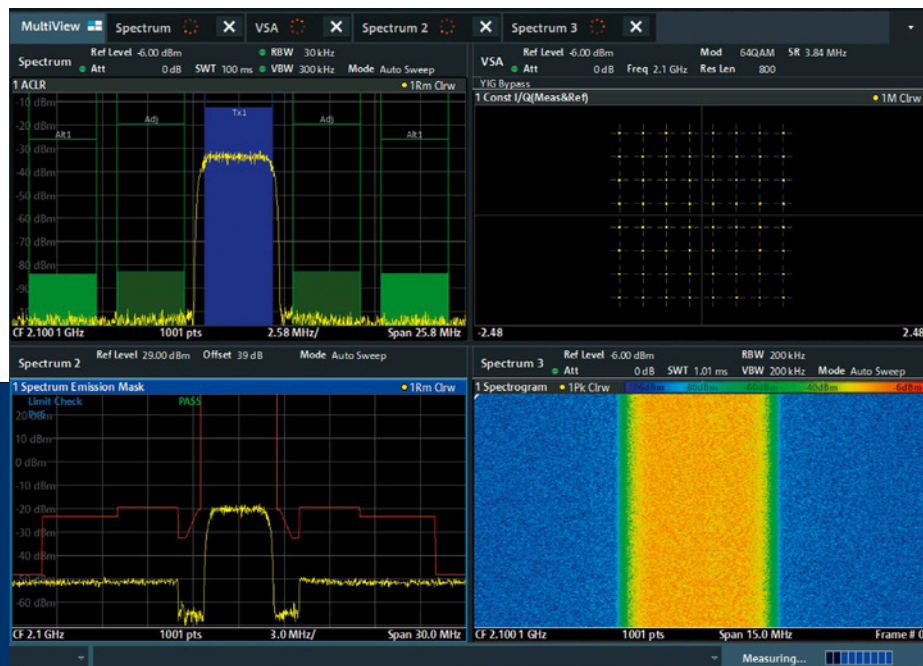 MultiView Spectrum VSA Spectrum 2 Spectrum 3
Spectrum
Ref Level -6.00 dBm RBW 30 kHz
Att 0 dB SWT 100 ms VBW 300 kHz Mode Auto Sweep
1 ACLR 1Rm Clrw
-10 dBm
-20 dBm
-30 dBm
-40 dBm
-50 dBm
-60 dBm
-70 dBm
-80 dBm
-90
Alt1 Adj Tx1 Adj Alt1
CF 2.100 1 GHz 1001 pts 2.58 MHz/ Span 25.8 MHz
VSA
Ref Level -6.00 dBm Mod 64QAM SR 3.84 MHz
Att 0 dB Freq 2.1 GHz Res Len 800
YIG Bypass
1 Const I/Q(Meas&Ref) 1M Clrw
-2.48 2.48
Spectrum 2 Ref Level 29.00 dBm Offset 39 dB Mode Auto Sweep
1 Spectrum Emission Mask 1Rm Clrw
Limit Check PASS
20 dBm
10 dBm
0 dBm
-10 dBm
-20 dBm
-30 dBm
-40 dBm
-50 dBm
-60 dBm
CF 2.1 GHz 1001 pts 3.0 MHz/ Span 30.0 MHz
Spectrum 3
Ref Level -6.00 dBm RBW 200 kHz
Att 0 dB SWT 1.01 ms VBW 200 kHz Mode Auto Sweep
1 Spectrogram 1Pk Clrw -80dBm -60dBm -40dBm -6dBm
CF 2.100 1 GHz 1001 pts Span 15.0 MHz Frame # 0
Measuring...